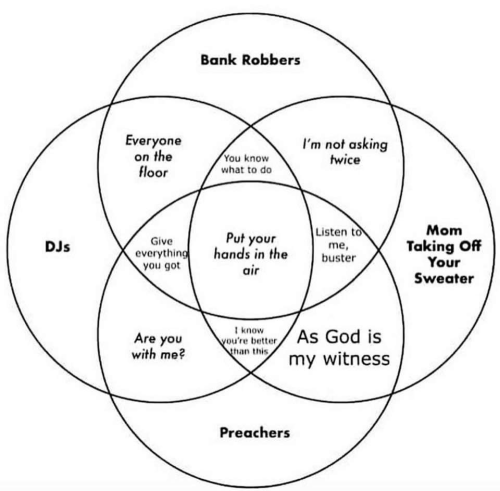 Bank Robbers
Everyone
on the
floor
You know
what to do
I'm not asking
twice
DJs
Give
everything
you got
Put your
hands in the
air
Listen to
me,
buster
Mom
Taking Off
Your
Sweater
Are you
with me?
I know
you're better
than this
As God is
my witness
Preachers